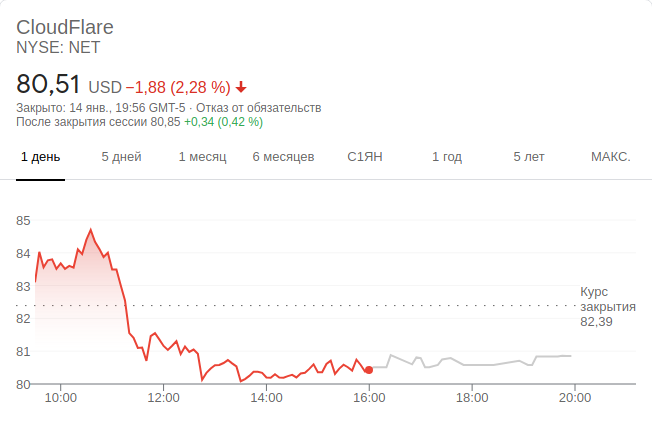 CloudFlare
NYSE: NET
80,51 USD −1,88 (2,28 %)
Закрыто: 14 янв., 19:56 GMT-5 · Отказ от обязательств
После закрытия сессии 80,85 +0,34 (0,42 %)
1 день 5 дней 1 месяц 6 месяцев С1ЯН 1 год 5 лет МАКС.
85
84
83
82
81
80
Курс
закрытия
82,39
10:00 12:00 14:00 16:00 18:00 20:00